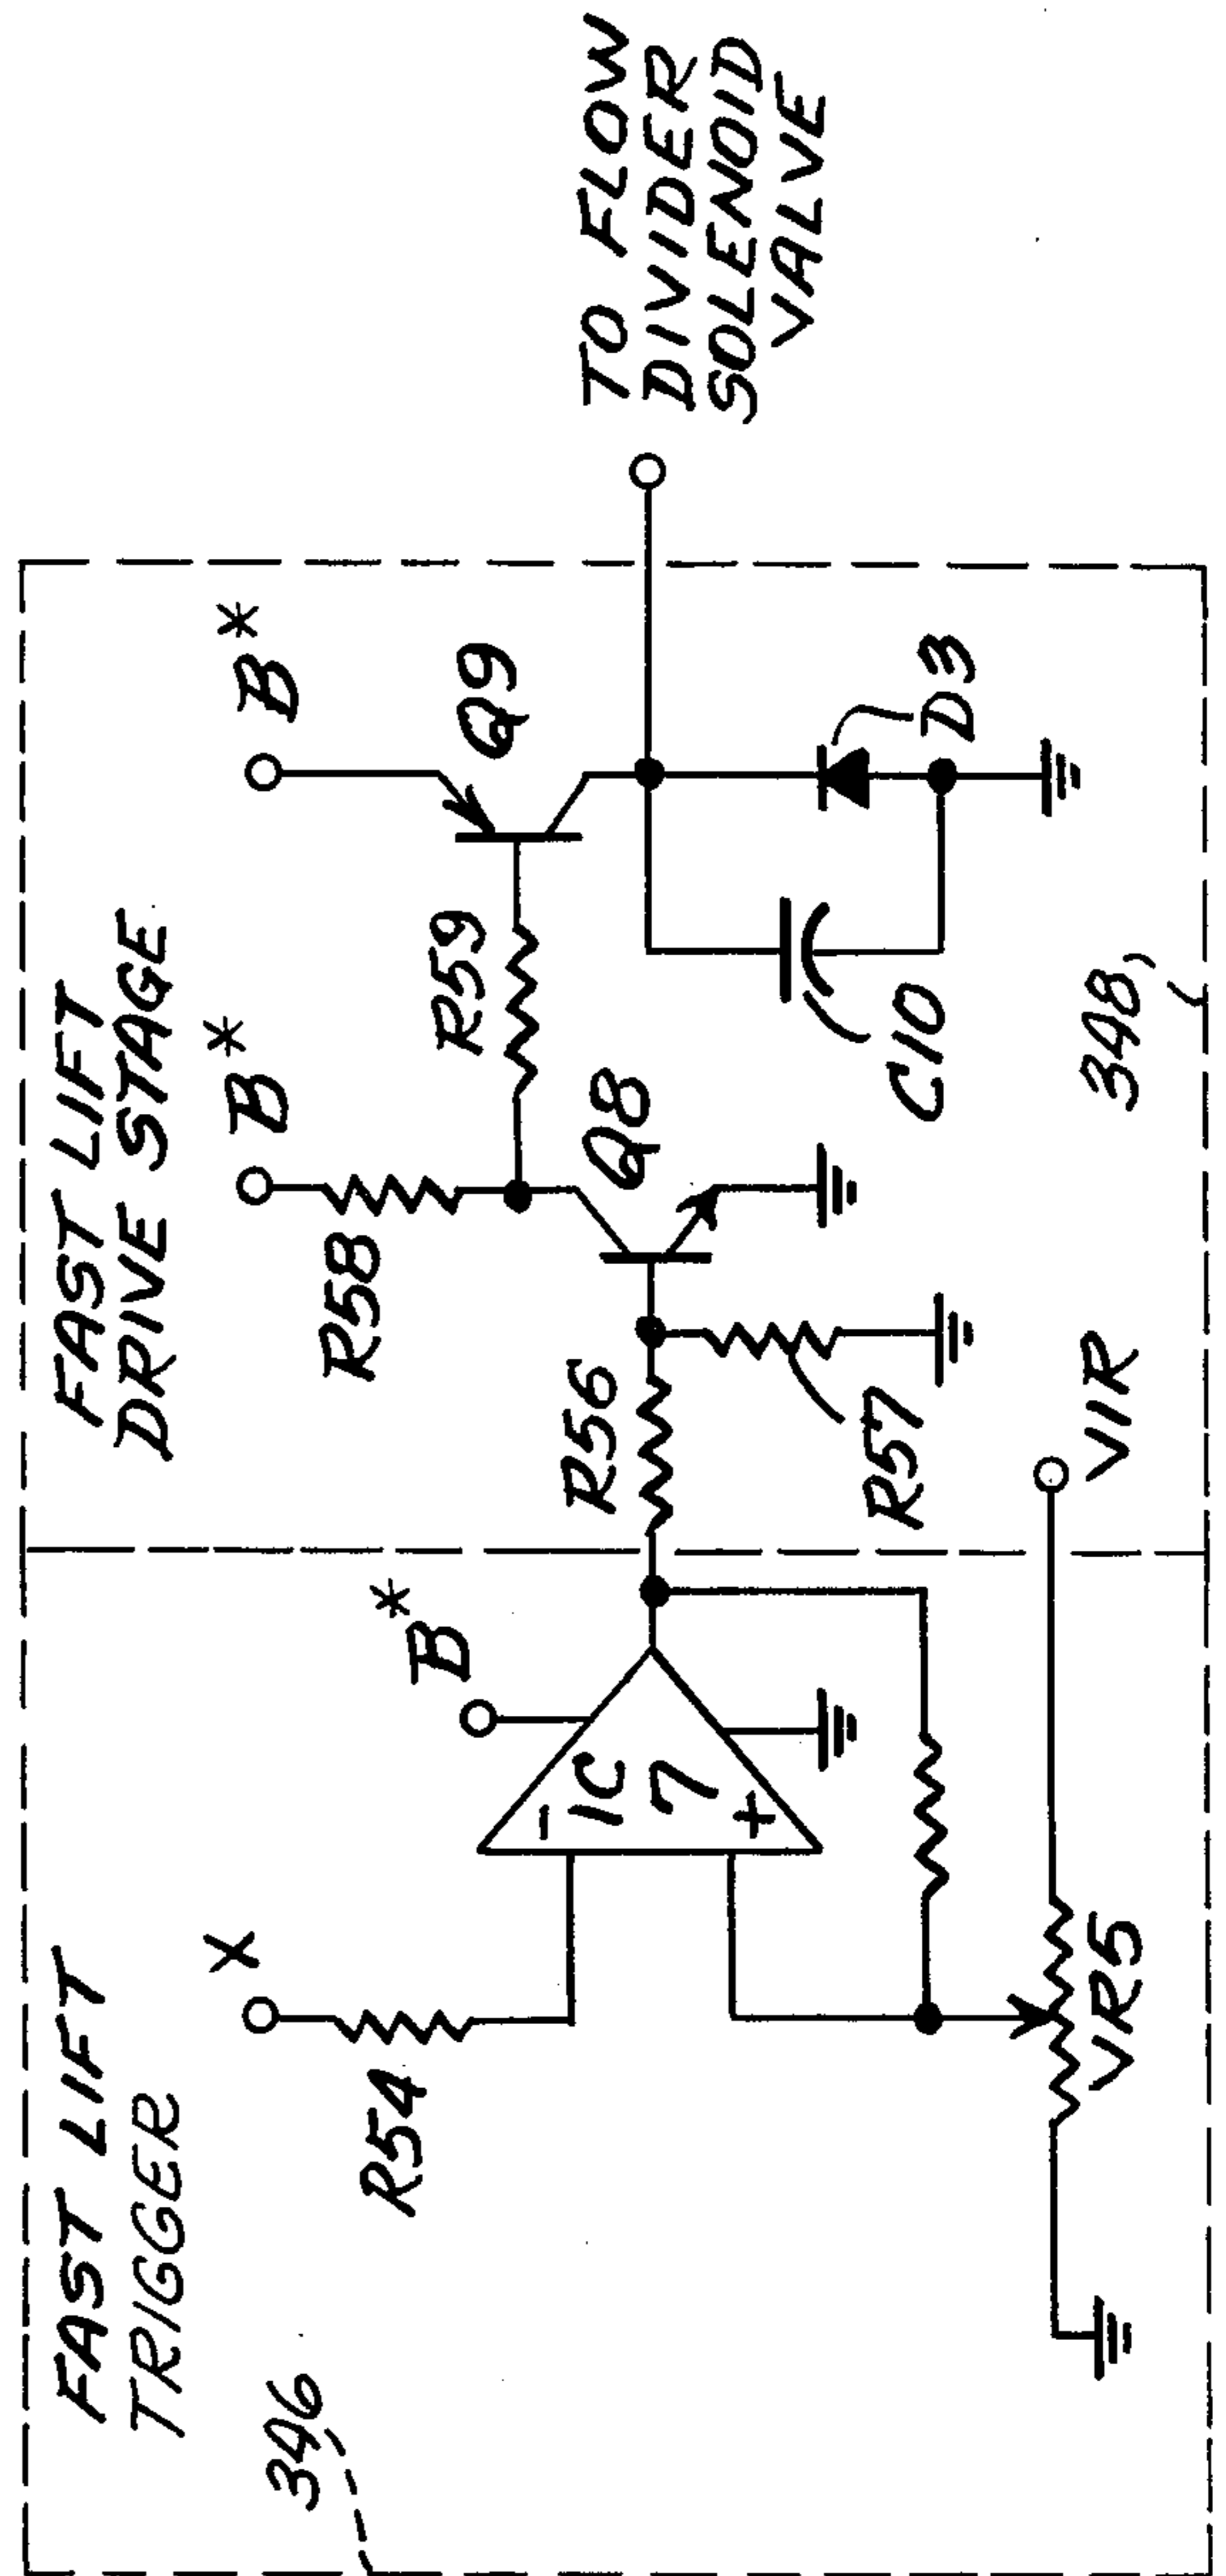 FAST LIFT
TRIGGER
346
X
R54
B*
-
IC
7
+
VR5
V1R
FAST LIFT
DRIVE STAGE
B*
R58
R56
R57
Q8
R59
B*
Q9
C10
D3
348
TO FLOW
DIVIDER
SOLENOID
VALVE